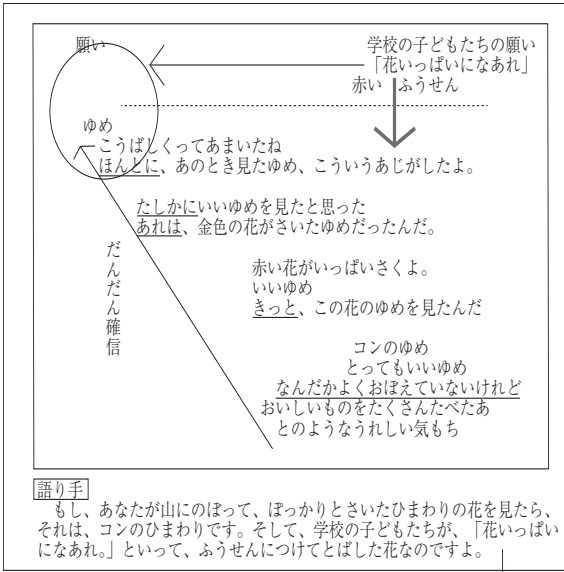 願い
学校の子どもたちの願い
「花いっぱいになあれ」
赤い ふうせん
ゆめ
こうばしくってあまいたね
ほんとに、あのとき見たゆめ、こういうあじがしたよ。
たしかにいいゆめを見たと思った
あれは、金色の花がさいたゆめだったんだ。
だんだん確信
赤い花がいっぱいさくよ。
いいゆめ
きっと、この花のゆめを見たんだ
コンのゆめ
とってもいいゆめ
なんだかよくおぼえていないけれど
おいしいものをたくさんたべたあ
とのようなうれしい気もち
語り手
もし、あなたが山にのぼって、ぽっかりとさいたひまわりの花を見たら、
それは、コンのひまわりです。そして、学校の子どもたちが、「花いっぱい
になあれ。」といって、ふうせんにつけてとばした花なのですよ。